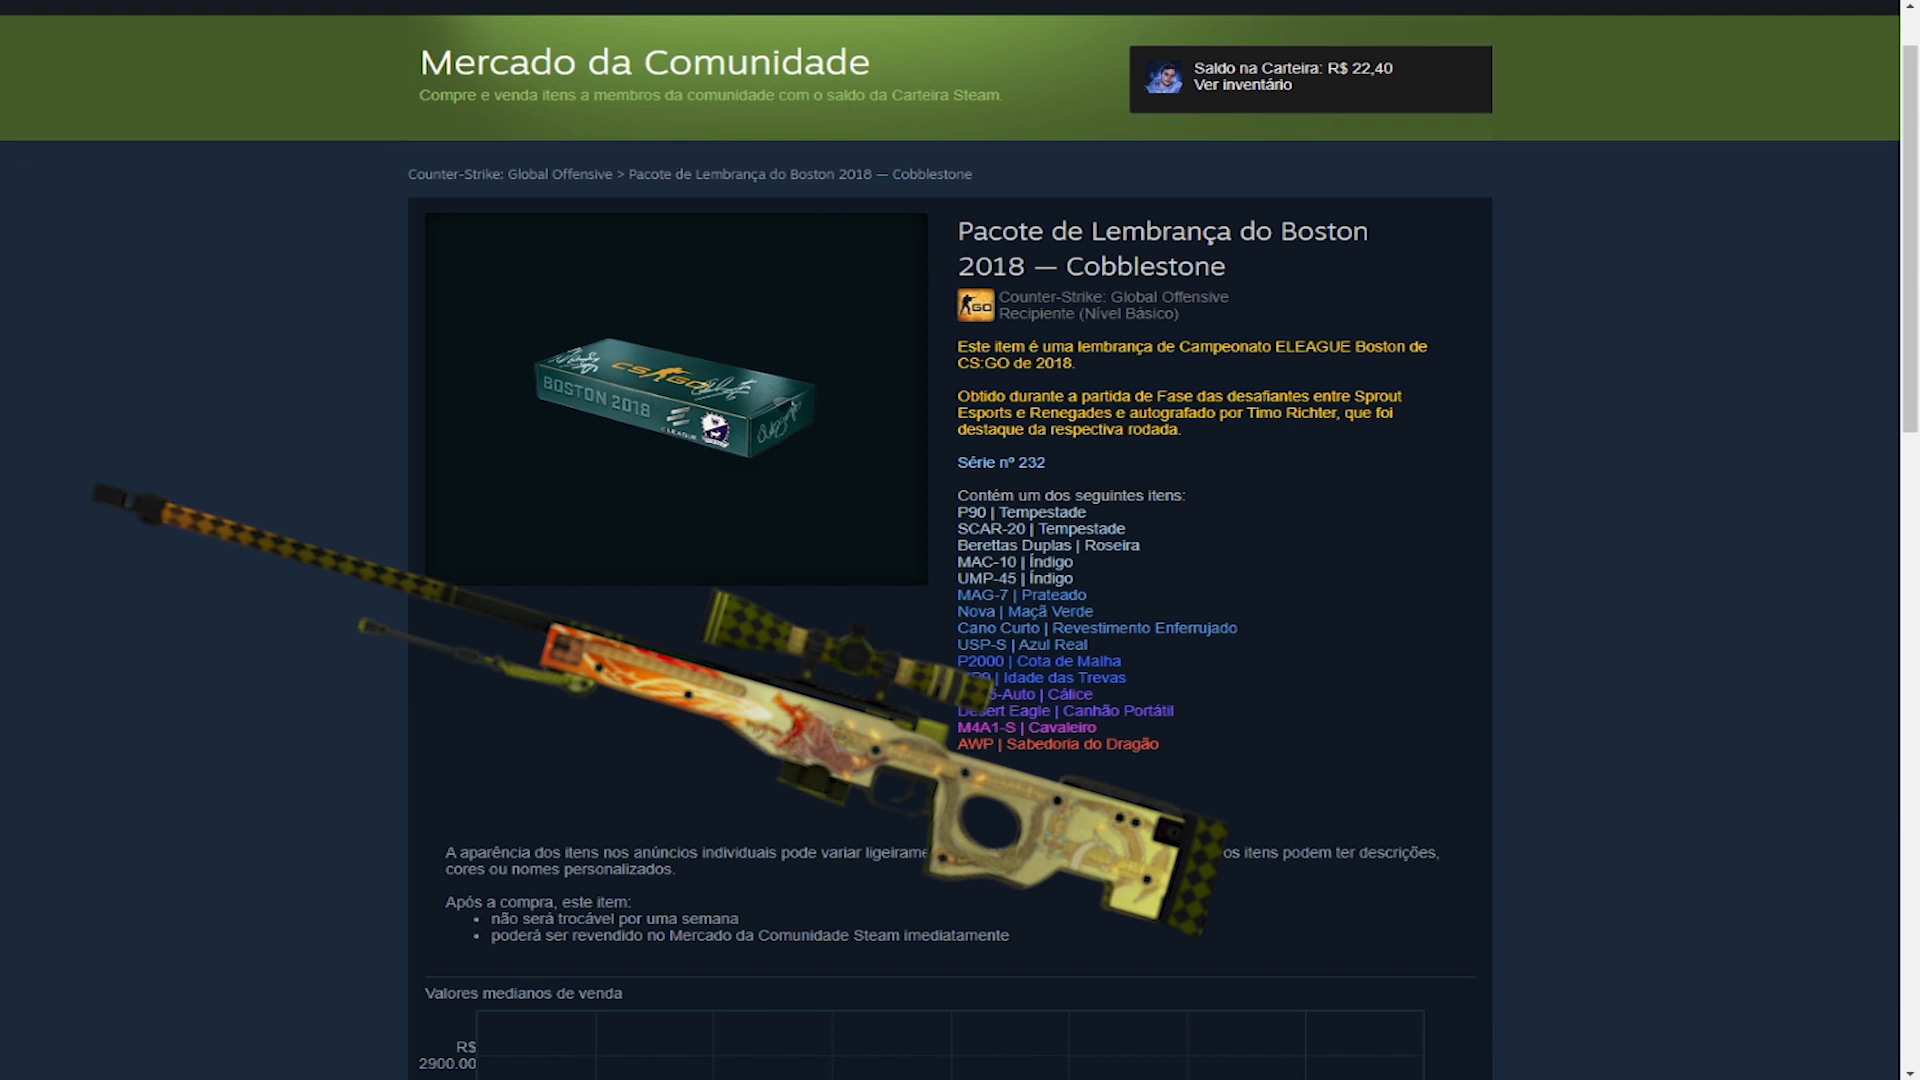 Mercado da Comunidade
Compre e venda itens a membros da comunidade com o saldo da Carteira Steam.
Saldo na Carteira: R$ 22,40
Ver inventário
Counter-Strike: Global Offensive > Pacote de Lembrança do Boston 2018 — Cobblestone
CS GO
BOSTON 2018
ELEAGUE
Pacote de Lembrança do Boston
2018 — Cobblestone
GO
Counter-Strike: Global Offensive
Recipiente (Nível Básico)
Este item é uma lembrança de Campeonato ELEAGUE Boston de
CS:GO de 2018.
Obtido durante a partida de Fase das desafiantes entre Sprout
Esports e Renegades e autografado por Timo Richter, que foi
destaque da respectiva rodada.
Série nº 232
Contém um dos seguintes itens:
P90 | Tempestade
SCAR-20 | Tempestade
Berettas Duplas | Roseira
MAC-10 | Índigo
UMP-45 | Índigo
MAG-7 | Prateado
Nova | Maçã Verde
Cano Curto | Revestimento Enferrujado
USP-S | Azul Real
P2000 | Cota de Malha
| Idade das Trevas
-Auto | Cálice
Desert Eagle | Canhão Portátil
M4A1-S | Cavaleiro
AWP | Sabedoria do Dragão
A aparência dos itens nos anúncios individuais pode variar os itens podem ter descrições,
cores ou nomes personalizados.
Após a compra, este item:
• não será trocável por uma semana
• poderá ser revendido no Mercado da Comunidade Steam imediatamente
Valores medianos de venda
R$
2900.00